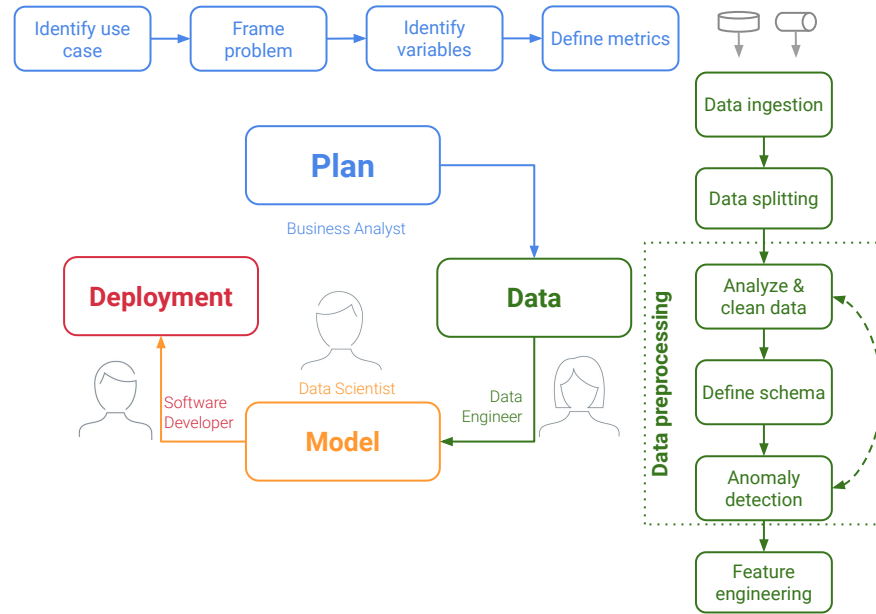 Identify use
case
Frame
problem
Identify
variables
Define metrics
Plan
Business Analyst
Deployment
Data
Data Scientist
Software
Developer
Data
Engineer
Model
Data ingestion
Data splitting
Data preprocessing
Analyze &
clean data
Define schema
Anomaly
detection
Feature
engineering